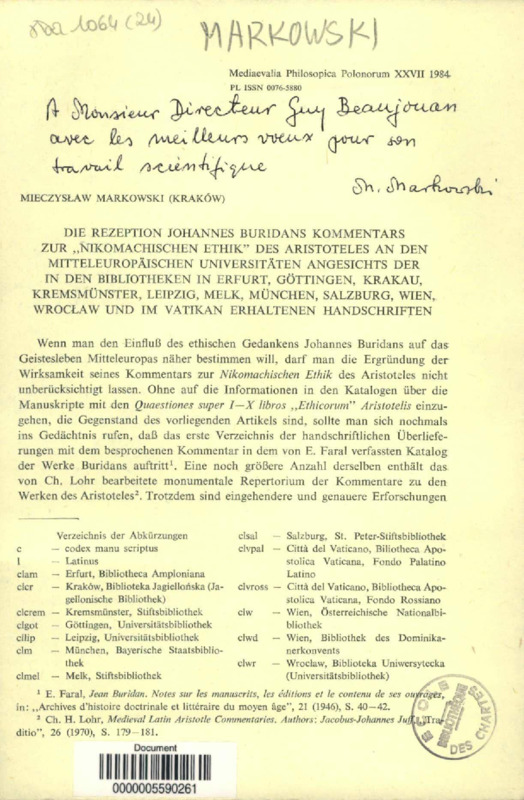 MARKOWSKI
Mediaevalia Philosopica Polonorum XXVII 1984
PL ISSN 0076-5880
A Monsieur Directeur Guy Beaujouan
avec les meilleurs voeux pour son
travail scientifique
M. Markowski
MIECZYSŁAW MARKOWSKI (KRAKÓW)
DIE REZEPTION JOHANNES BURIDANS KOMMENTARS
ZUR „NIKOMACHISCHEN ETHIK” DES ARISTOTELES AN DEN
MITTELEUROPÄISCHEN UNIVERSITÄTEN ANGESICHTS DER
IN DEN BIBLIOTHEKEN IN ERFURT, GÖTTINGEN, KRAKAU,
KREMSMÜNSTER, LEIPZIG, MELK, MÜNCHEN, SALZBURG, WIEN,
WROCŁAW UND IM VATIKAN ERHALTENEN HANDSCHRIFTEN
Wenn man den Einfluß des ethischen Gedankens Johannes Buridans auf das
Geistesleben Mitteleuropas näher bestimmen will, darf man die Ergründung der
Wirksamkeit seines Kommentars zur Nikomachischen Ethik des Aristoteles nicht
unberücksichtigt lassen. Ohne auf die Informationen in den Katalogen über die
Manuskripte mit den Quaestiones super I—X libros „Ethicorum” Aristotelis einzu-
gehen, die Gegenstand des vorliegenden Artikels sind, sollte man sich nochmals
ins Gedächtnis rufen, daß das erste Verzeichnis der handschriftlichen Überliefe-
rungen mit dem besprochenen Kommentar in dem von E. Faral verfassten Katalog
der Werke Buridans auftritt¹. Eine noch größere Anzahl derselben enthält das
von Ch. Lohr bearbeitete monumentale Repertorium der Kommentare zu den
Werken des Aristoteles². Trotzdem sind eingehendere und genauere Erforschungen
Verzeichnis der Abkürzungen
c — codex manu scriptus
l — Latinus
clam — Erfurt, Bibliotheca Amploniana
clcr — Kraków, Biblioteka Jagiellońska (Ja-
gellonische Bibliothek)
clcrem — Kremsmünster, Stiftsbibliothek
clgot — Göttingen, Universitätsbibliothek
cllip — Leipzig, Universitätsbibliothek
clm — München, Bayerische Staatsbiblio-
thek
clmel — Melk, Stiftsbibliothek
clsal — Salzburg, St. Peter-Stiftsbibliothek
clvpal — Città del Vaticano, Biliotheca Apo-
stolica Vaticana, Fondo Palatino
Latino
clvross — Città del Vaticano, Bibliotheca Apo-
stolica Vaticana, Fondo Rossiano
clw — Wien, Österreichische Nationalbi-
bliothek
clwd — Wien, Bibliothek des Dominika-
nerkonvents
clwr — Wrocław, Biblioteka Uniwersytecka
(Universitätsbibliothek)
¹ E. Faral, Jean Buridan. Notes sur les manuscrits, les éditions et le contenu de ses ouvrages,
in: „Archives d'histoire doctrinale et littéraire du moyen âge”, 21 (1946), S. 40—42.
² Ch. H. Lohr, Medieval Latin Aristotle Commentaries. Authors: Jacobus-Johannes Juff, „Tra-
ditio”, 26 (1970), S. 179—181.
ECOLE
DES CHARTES
BIBLIOTHÈQUE
Document
0000005590261